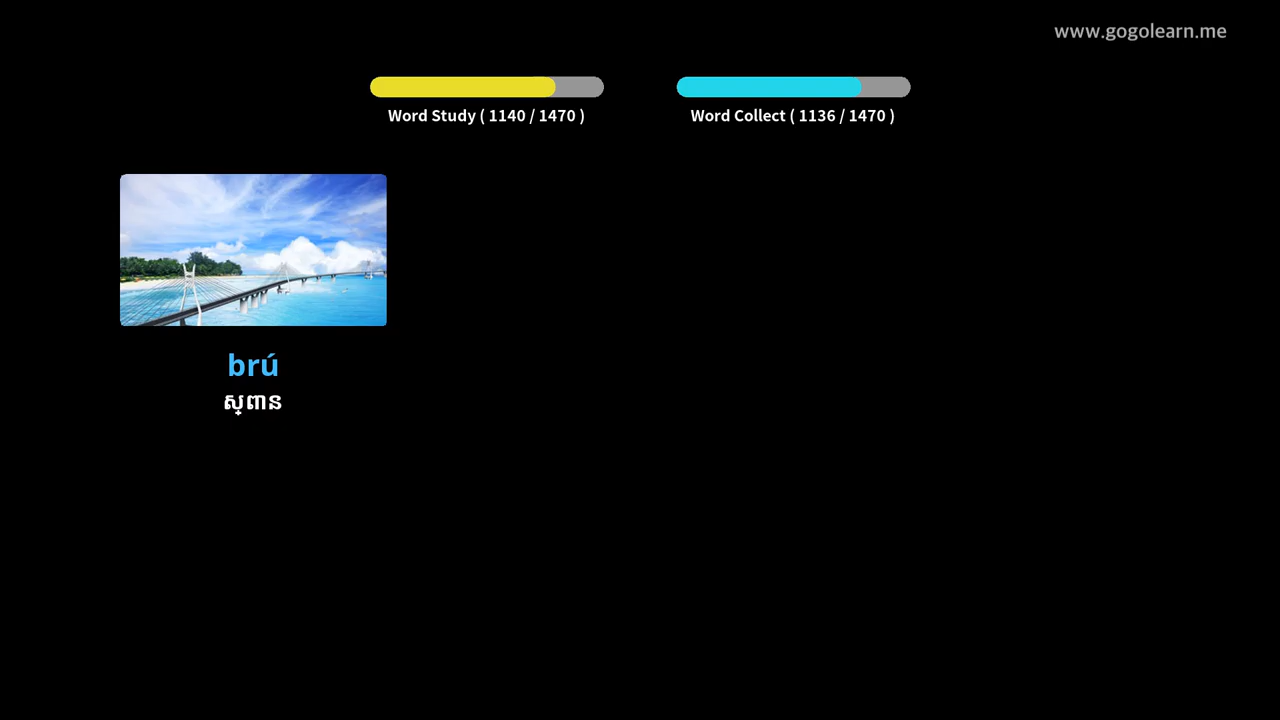 www.gogolearn.me
Word Study ( 1140 / 1470 )
Word Collect ( 1136 / 1470 )
brú
ស្ពាន